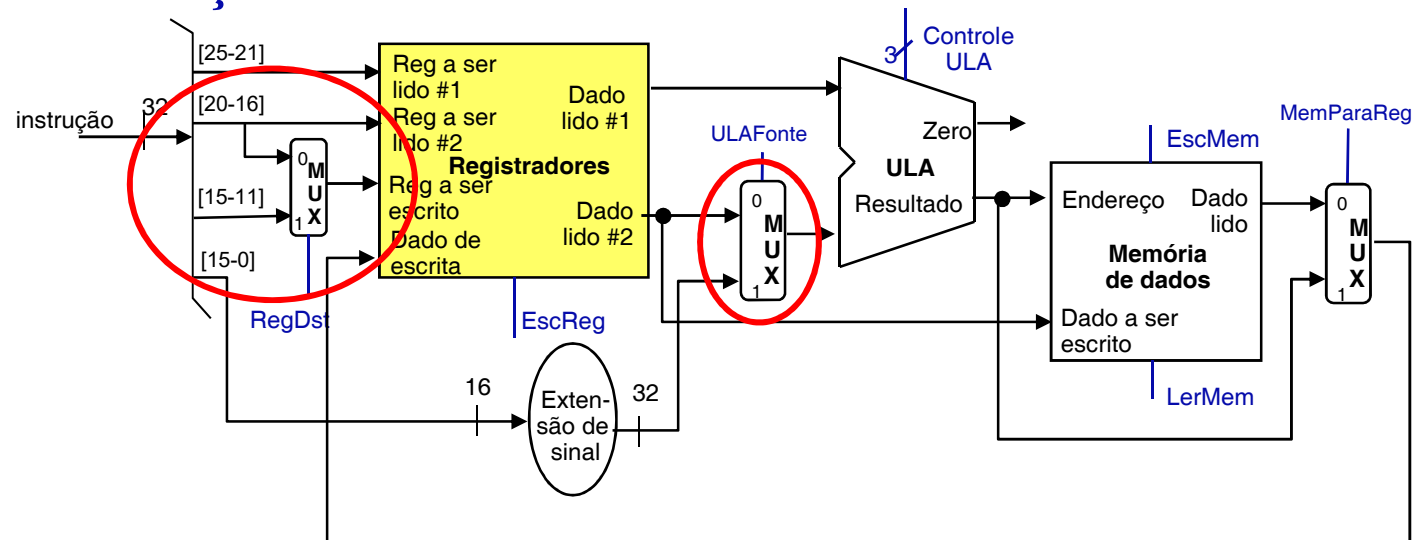 instrução
32
[25-21]
[20-16]
[15-11]
[15-0]
0
M
U
X
1
RegDst
Reg a ser
lido #1
Reg a ser
lido #2
Registradores
Reg a ser
escrito
Dado de
escrita
Dado
lido #1
Dado
lido #2
EscReg
16
Exten-
são de
sinal
32
ULAFonte
0
M
U
X
1
3
Controle
ULA
Zero
ULA
Resultado
EscMem
Endereço
Dado
lido
Memória
de dados
Dado a ser
escrito
LerMem
MemParaReg
0
M
U
X
1